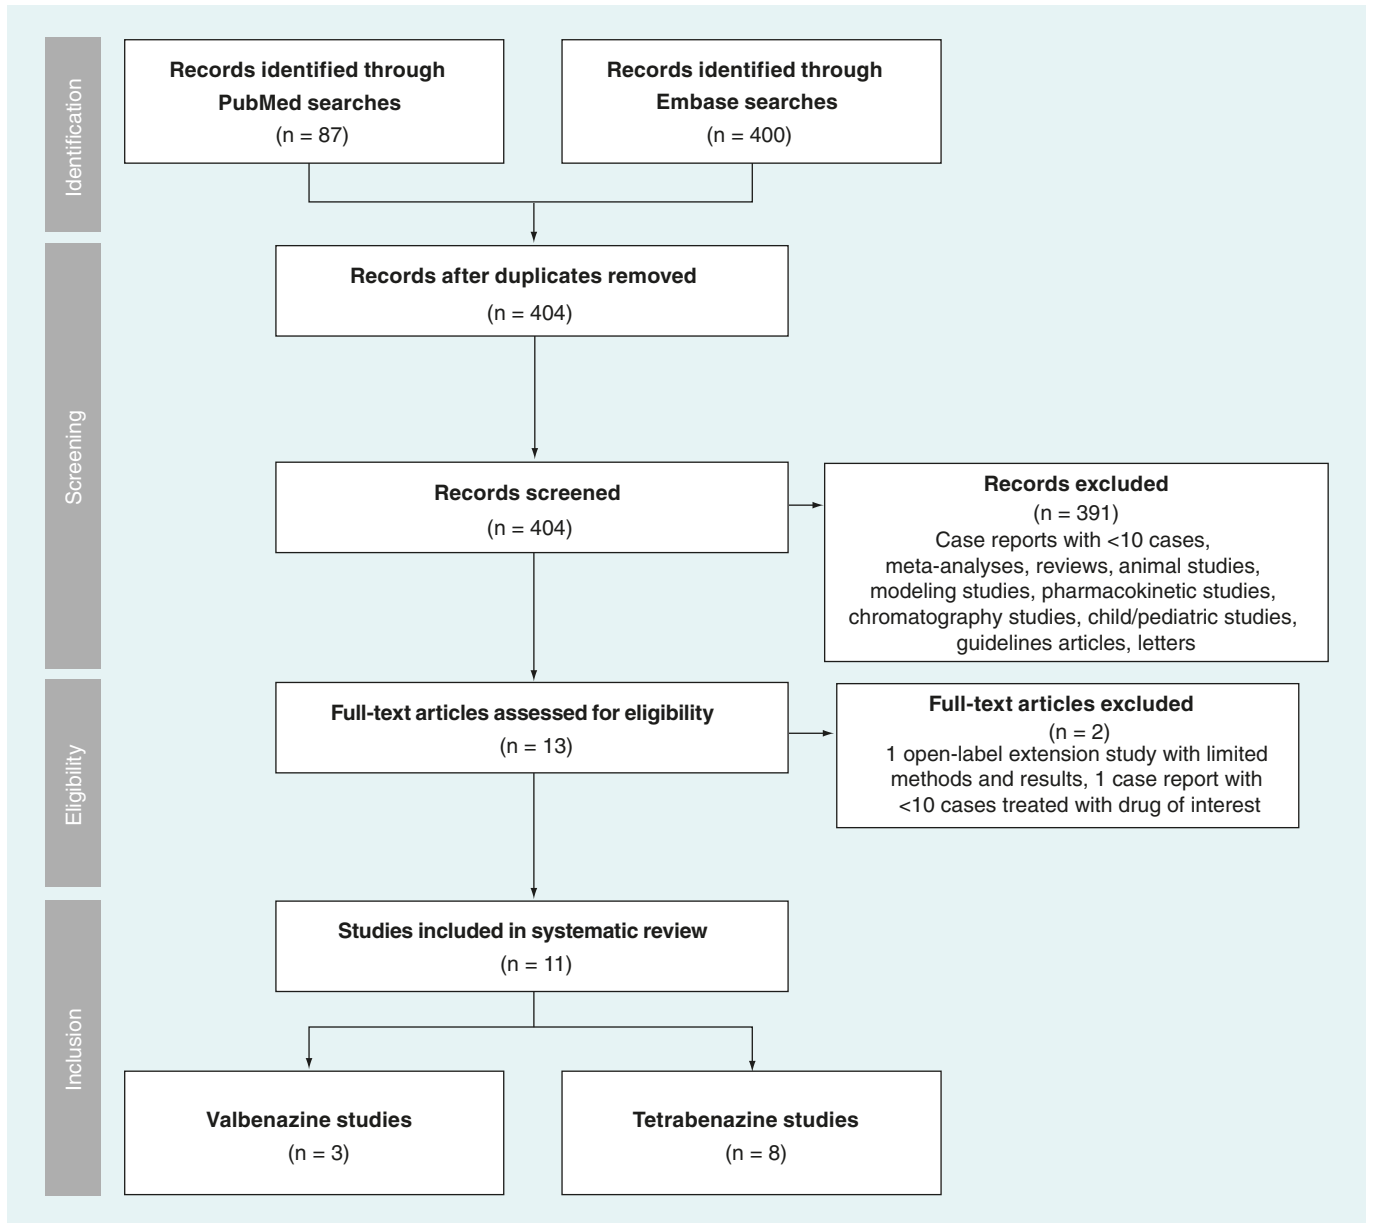 Identification
Records identified through
PubMed searches
(n = 87)
Records identified through
Embase searches
(n = 400)
Screening
Records after duplicates removed
(n = 404)
Records screened
(n = 404)
Records excluded
(n = 391)
Case reports with <10 cases,
meta-analyses, reviews, animal studies,
modeling studies, pharmacokinetic studies,
chromatography studies, child/pediatric studies,
guidelines articles, letters
Eligibility
Full-text articles assessed for eligibility
(n = 13)
Full-text articles excluded
(n = 2)
1 open-label extension study with limited
methods and results, 1 case report with
<10 cases treated with drug of interest
Inclusion
Studies included in systematic review
(n = 11)
Valbenazine studies
(n = 3)
Tetrabenazine studies
(n = 8)